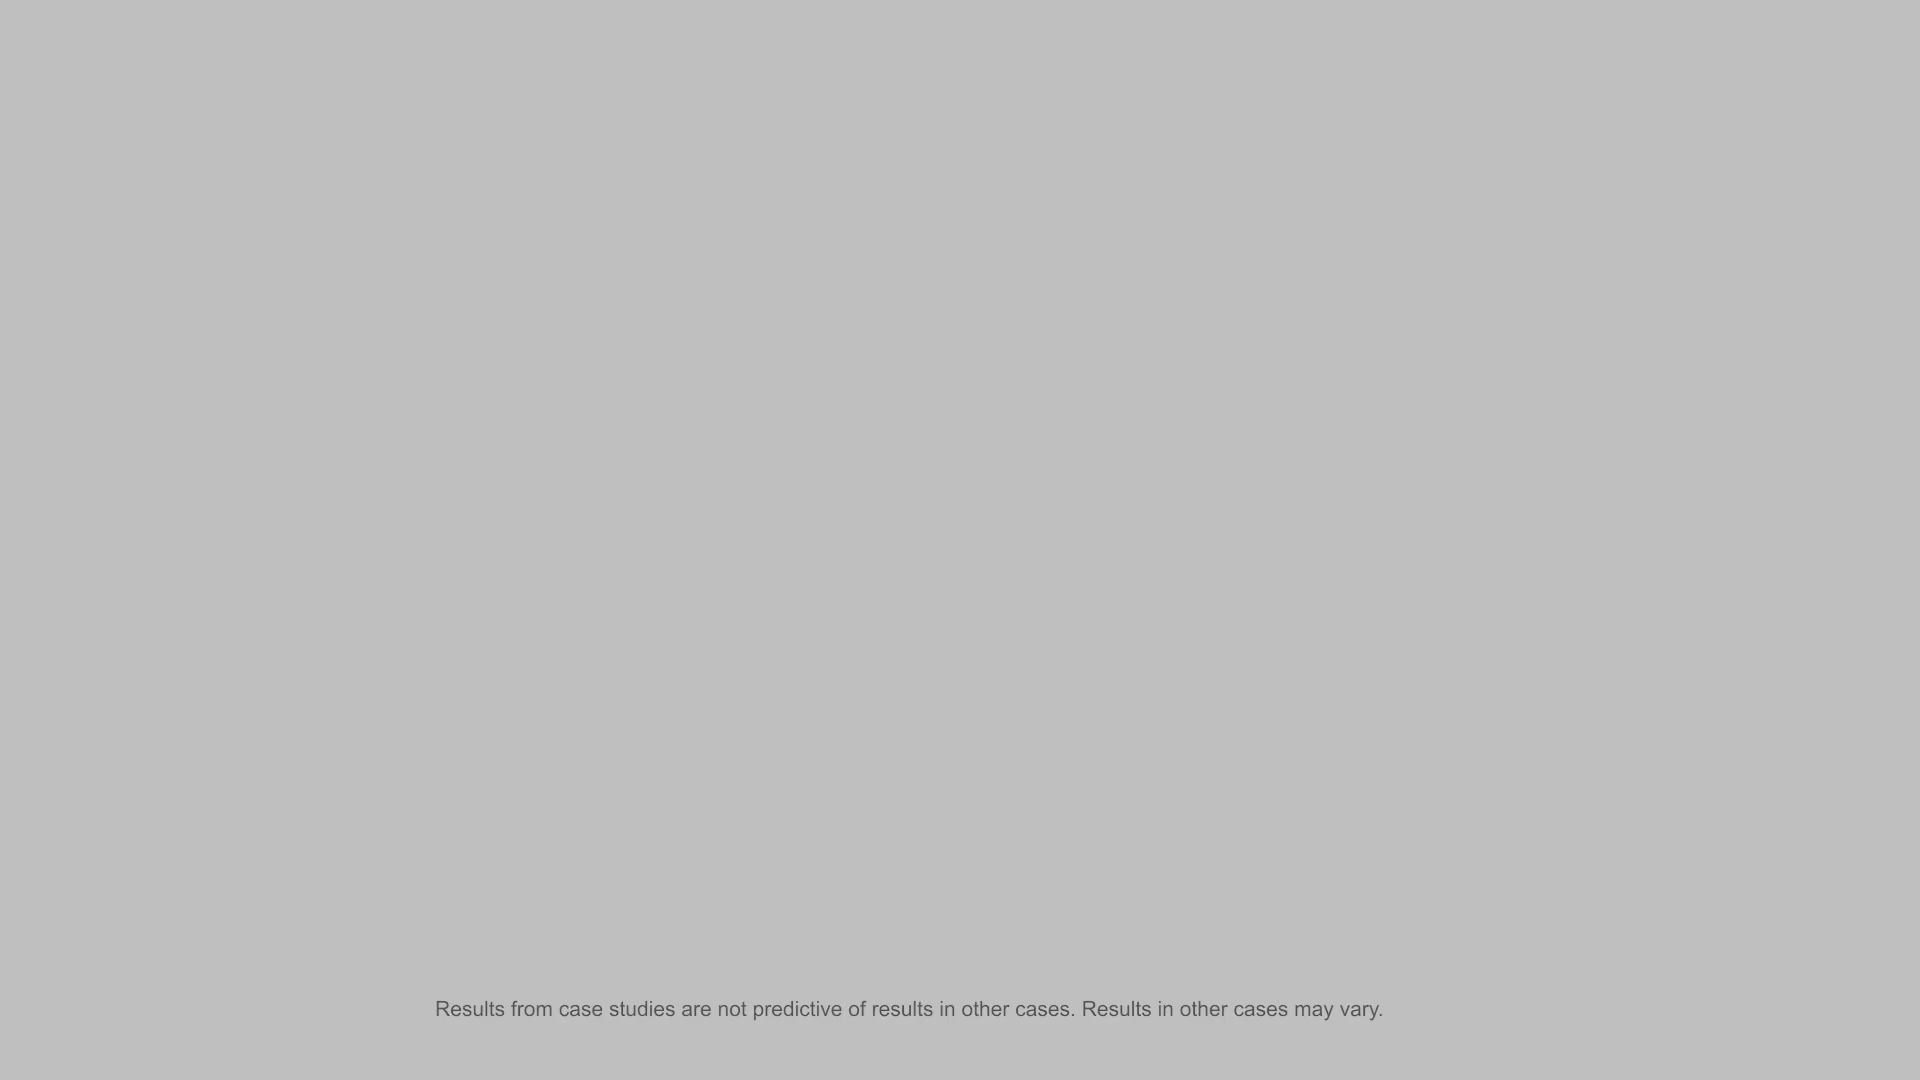 Results from case studies are not predictive of results in other cases. Results in other cases may vary.